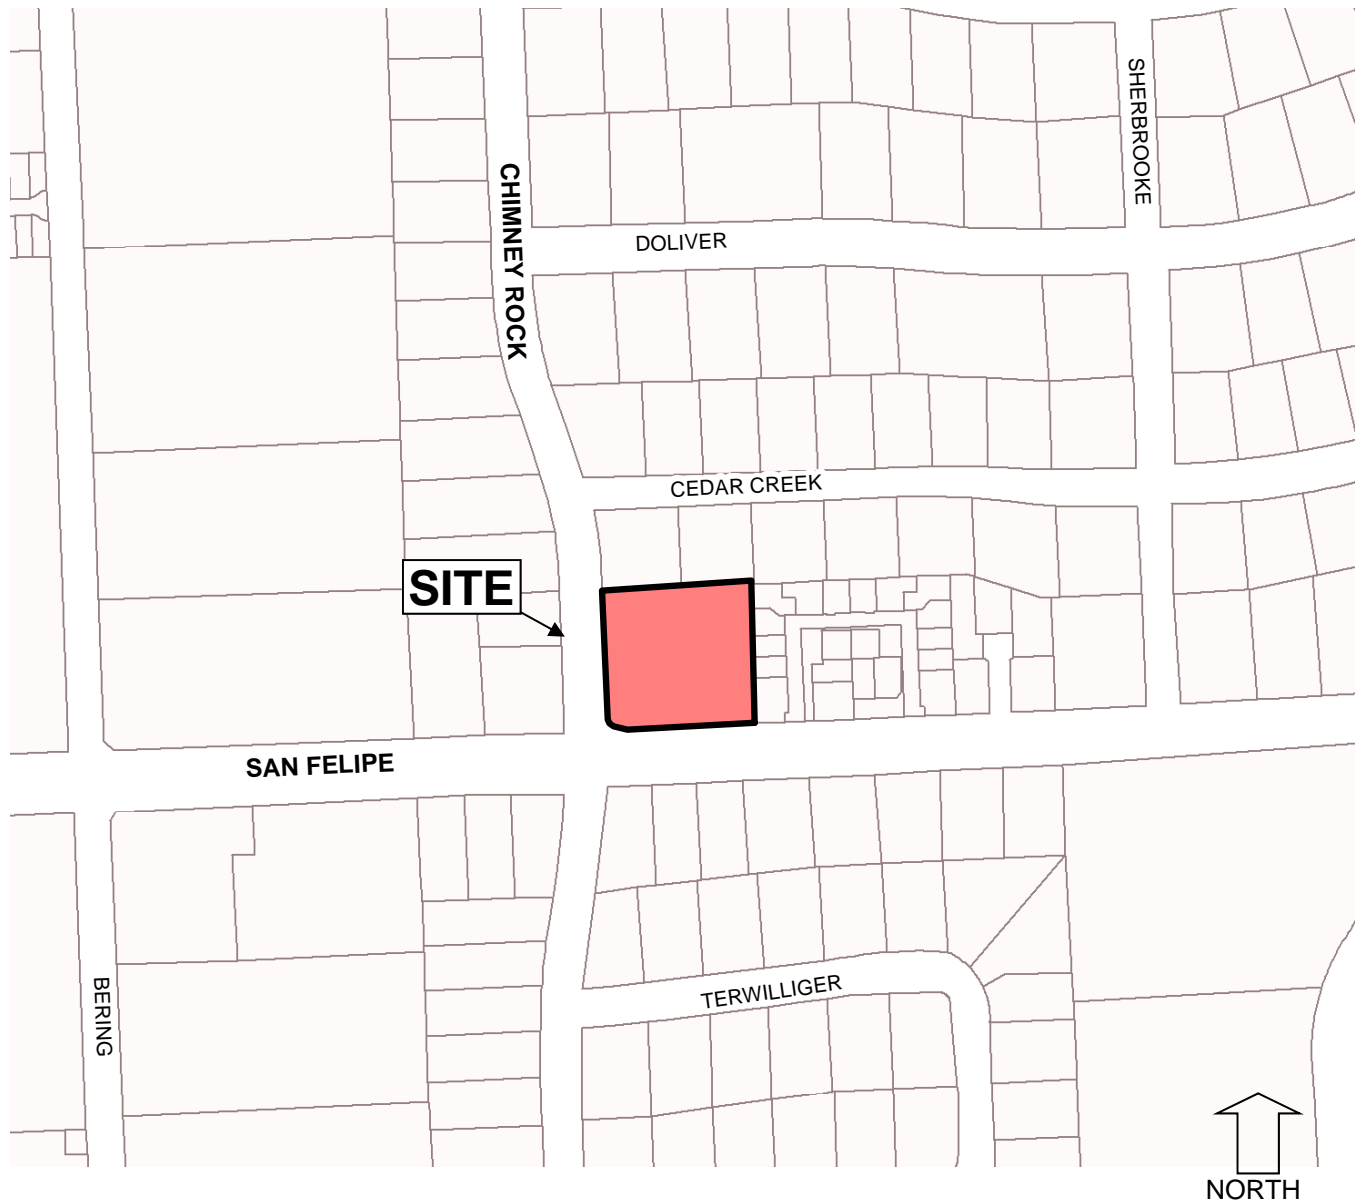 SHERBROOKE
CHIMNEY ROCK
DOLIVER
CEDAR CREEK
SITE
SAN FELIPE
BERING
TERWILLIGER
NORTH